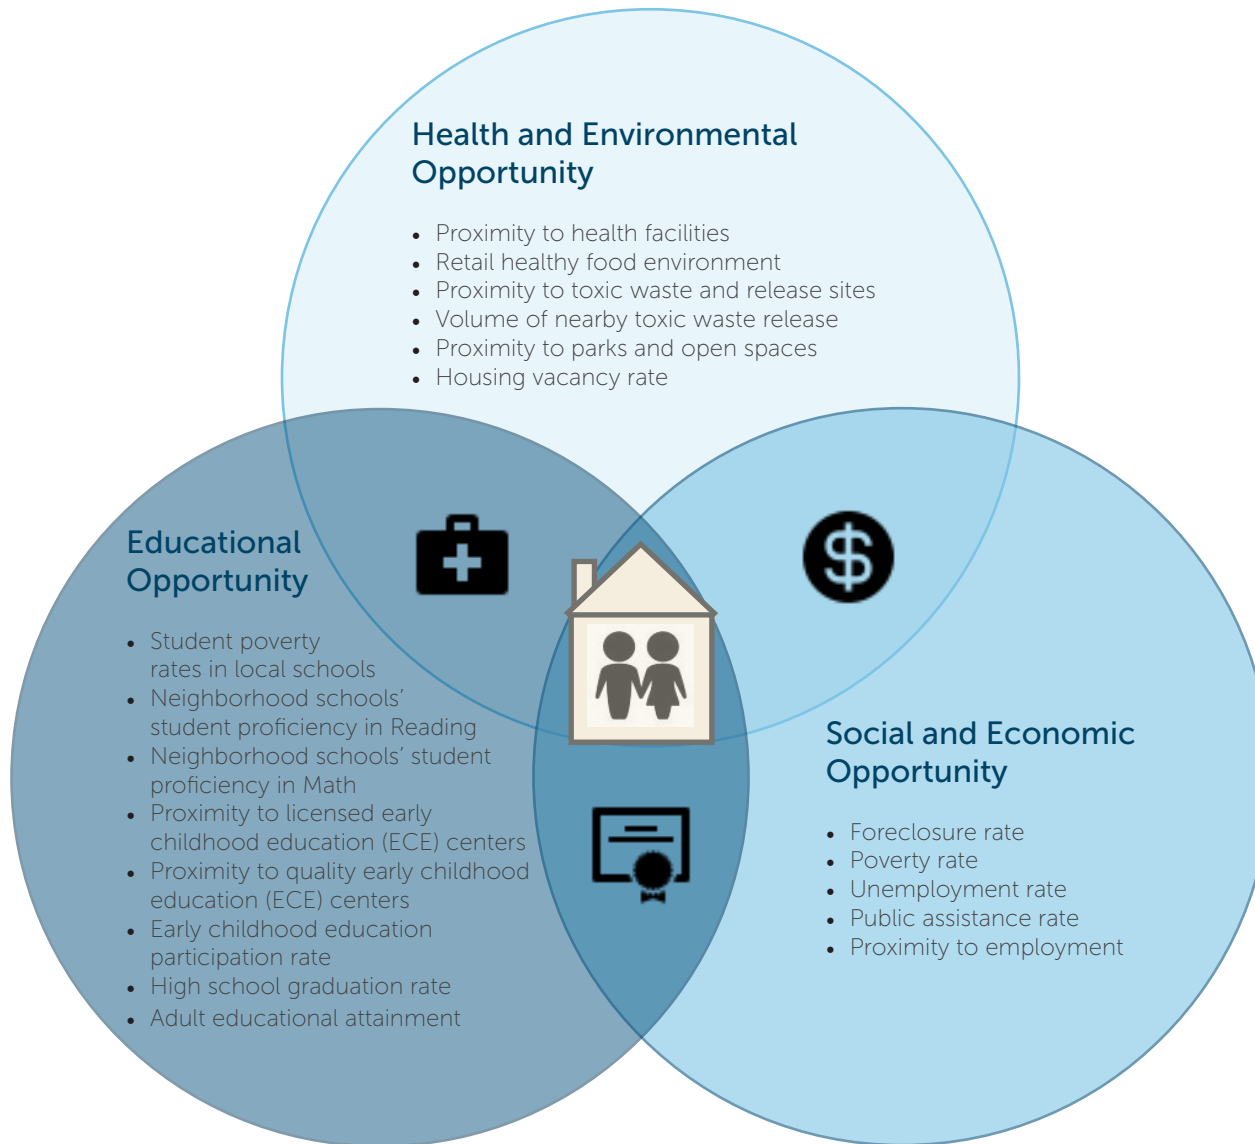 Health and Environmental
Opportunity
• Proximity to health facilities
• Retail healthy food environment
• Proximity to toxic waste and release sites
• Volume of nearby toxic waste release
• Proximity to parks and open spaces
• Housing vacancy rate
Educational
Opportunity
• Student poverty
rates in local schools
• Neighborhood schools’
student proficiency in Reading
• Neighborhood schools’ student
proficiency in Math
• Proximity to licensed early
childhood education (ECE) centers
• Proximity to quality early childhood
education (ECE) centers
• Early childhood education
participation rate
• High school graduation rate
• Adult educational attainment
$
Social and Economic
Opportunity
• Foreclosure rate
• Poverty rate
• Unemployment rate
• Public assistance rate
• Proximity to employment